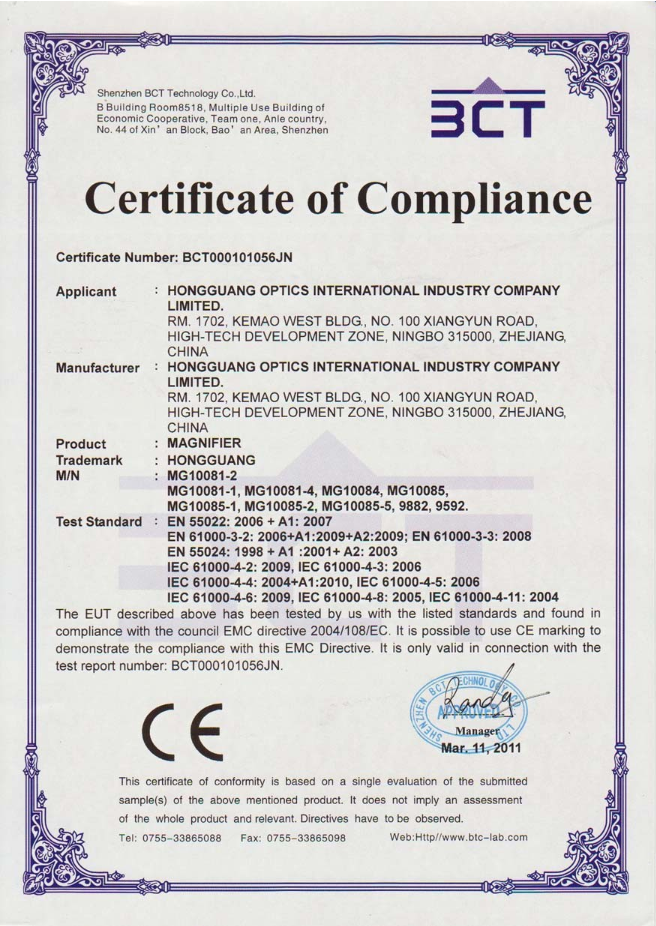 Shenzhen BCT Technology Co.,Ltd.
B Building Room8518, Multiple Use Building of
Economic Cooperative, Team one, Anle country,
No. 44 of Xin' an Block, Bao' an Area, Shenzhen
BCT
Certificate of Compliance
Certificate Number: BCT000101056JN
Applicant : HONGGUANG OPTICS INTERNATIONAL INDUSTRY COMPANY
LIMITED.
RM. 1702, KEMAO WEST BLDG., NO. 100 XIANGYUN ROAD,
HIGH-TECH DEVELOPMENT ZONE, NINGBO 315000, ZHEJIANG,
CHINA
Manufacturer : HONGGUANG OPTICS INTERNATIONAL INDUSTRY COMPANY
LIMITED.
RM. 1702, KEMAO WEST BLDG., NO. 100 XIANGYUN ROAD,
HIGH-TECH DEVELOPMENT ZONE, NINGBO 315000, ZHEJIANG,
CHINA
Product : MAGNIFIER
Trademark : HONGGUANG
M/N : MG10081-2
MG10081-1, MG10081-4, MG10084, MG10085,
MG10085-1, MG10085-2, MG10085-5, 9882, 9592.
Test Standard : EN 55022: 2006 + A1: 2007
EN 61000-3-2: 2006+A1:2009+A2:2009; EN 61000-3-3: 2008
EN 55024: 1998 + A1 :2001+ A2: 2003
IEC 61000-4-2: 2009, IEC 61000-4-3: 2006
IEC 61000-4-4: 2004+A1:2010, IEC 61000-4-5: 2006
IEC 61000-4-6: 2009, IEC 61000-4-8: 2005, IEC 61000-4-11: 2004
The EUT described above has been tested by us with the listed standards and found in
compliance with the council EMC directive 2004/108/EC. It is possible to use CE marking to
demonstrate the compliance with this EMC Directive. It is only valid in connection with the
test report number: BCT000101056JN.
CE
SHENZHEN BCT TECHNOLOGY CO. LTD
Randy
APPROVED
Manager
Mar. 11, 2011
This certificate of conformity is based on a single evaluation of the submitted
sample(s) of the above mentioned product. It does not imply an assessment
of the whole product and relevant. Directives have to be observed.
Tel: 0755-33865088 Fax: 0755-33865098 Web:Http//www.btc-lab.com